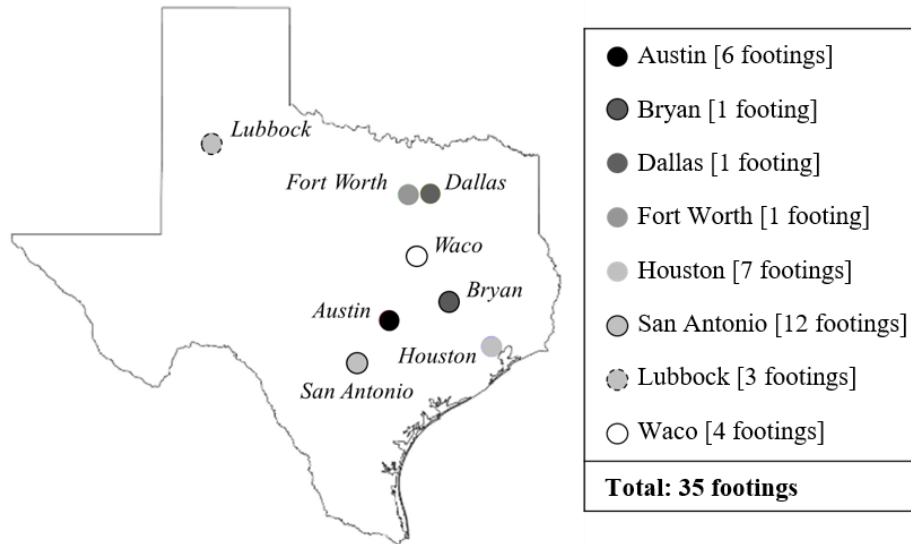 Lubbock
Fort Worth
Dallas
Waco
Bryan
Austin
Houston
San Antonio
Austin [6 footings]
Bryan [1 footing]
Dallas [1 footing]
Fort Worth [1 footing]
Houston [7 footings]
San Antonio [12 footings]
Lubbock [3 footings]
Waco [4 footings]
Total: 35 footings